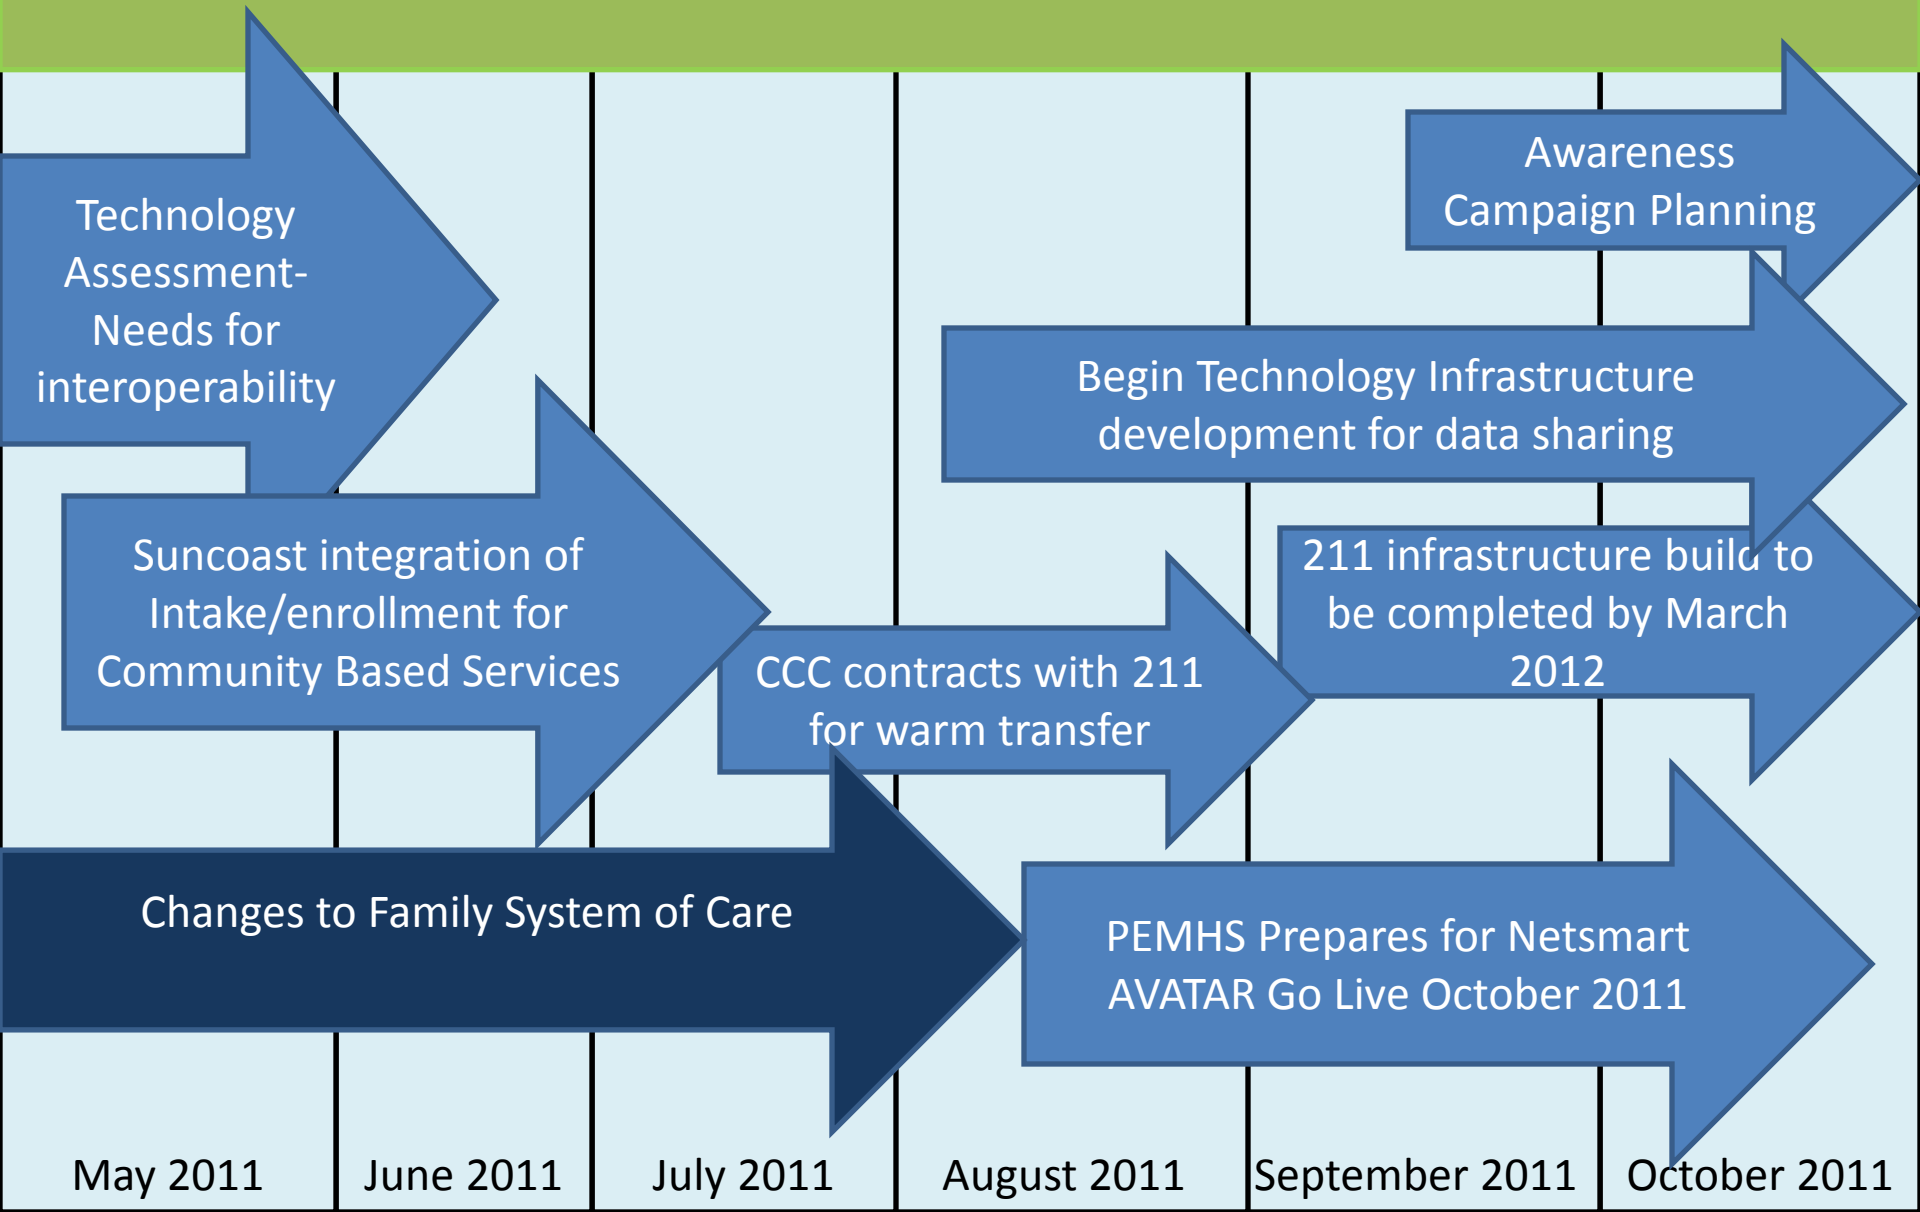 Awareness
Campaign Planning
Technology
Assessment-
Needs for
interoperability
Begin Technology Infrastructure
development for data sharing
Suncoast integration of
Intake/enrollment for
Community Based Services
211 infrastructure build to
be completed by March
2012
CCC contracts with 211
for warm transfer
Changes to Family System of Care
PEMHS Prepares for Netsmart
AVATAR Go Live October 2011
May 2011
June 2011
July 2011
August 2011
September 2011
October 2011